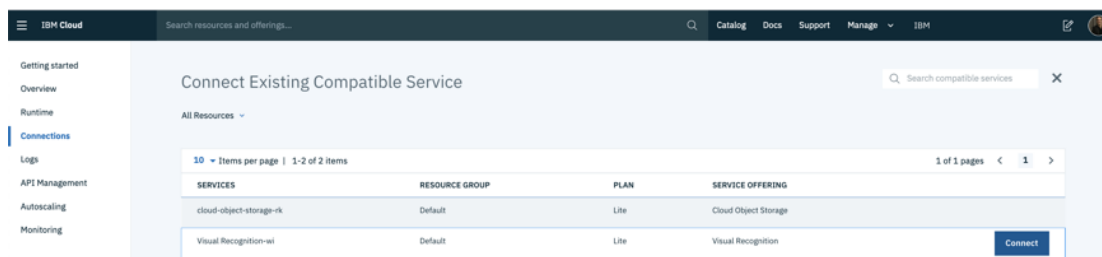 IBM Cloud Search resources and offerings... Catalog Docs Support Manage IBM
Getting started
Overview
Runtime
Connections
Logs
API Management
Autoscaling
Monitoring
Connect Existing Compatible Service
Search compatible services
All Resources
10 Items per page | 1-2 of 2 items 1 of 1 pages 1
SERVICES RESOURCE GROUP PLAN SERVICE OFFERING
cloud-object-storage-rk Default Lite Cloud Object Storage
Visual Recognition-wi Default Lite Visual Recognition Connect